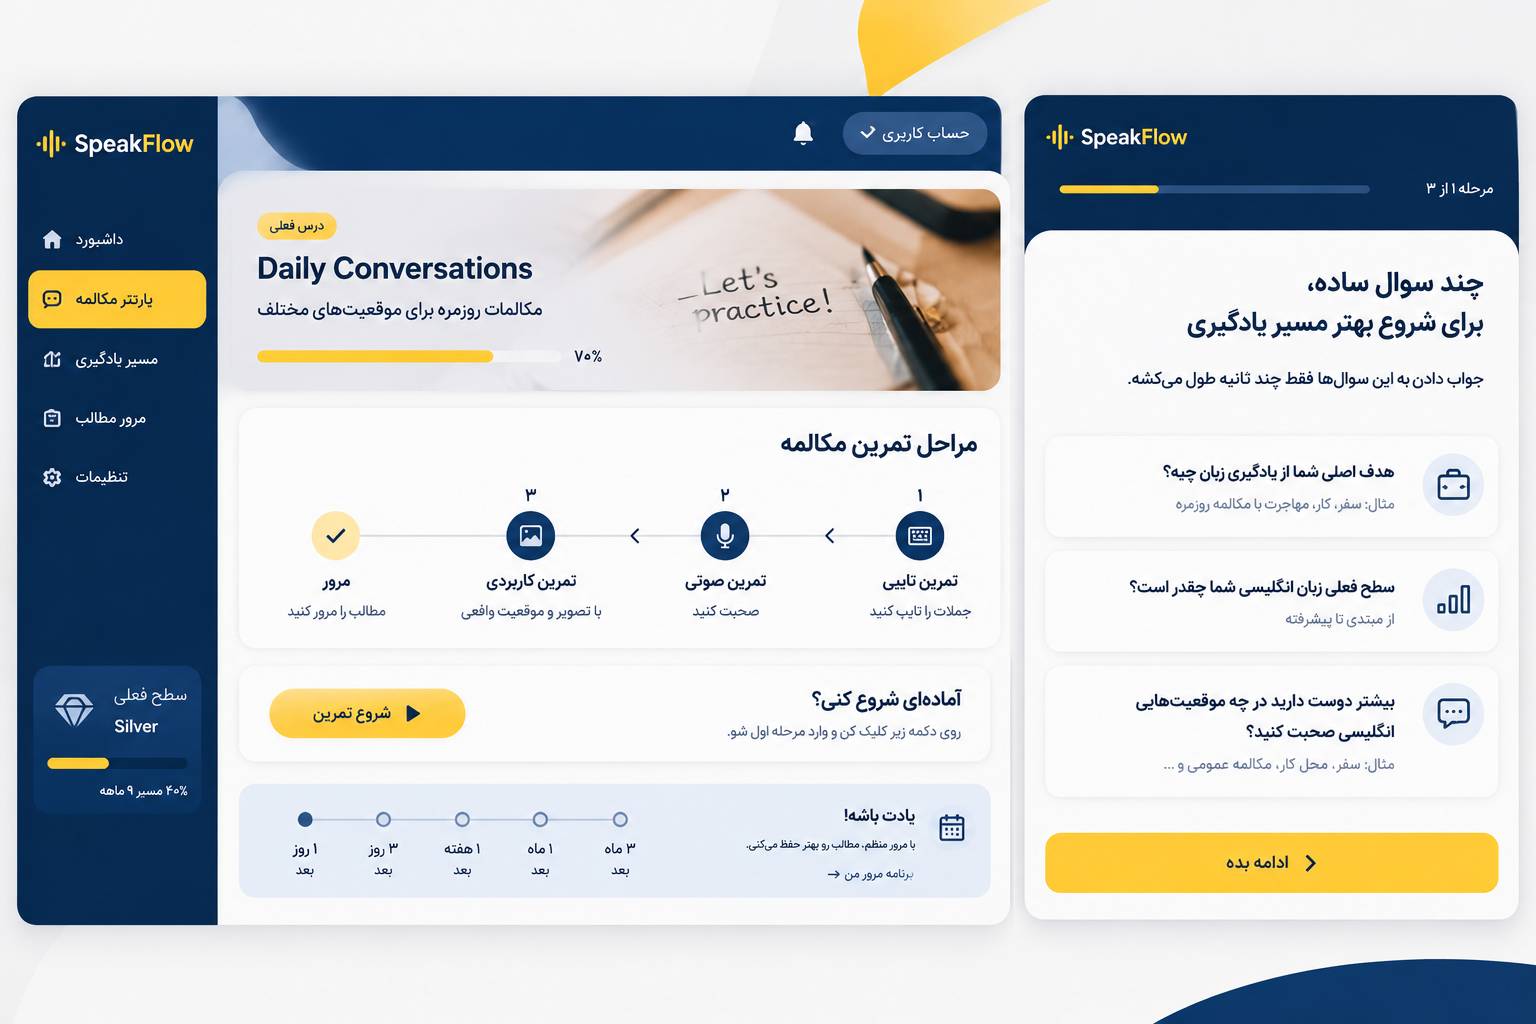 SpeakFlow
داشبورد
پارتتر مکالمه
مسیر یادگیری
مرور مطالب
تنظیمات
سطح فعلی
Silver
۴۰% مسیر ۹ ماهه
حساب کاربری
درس فعلی
Daily Conversations
مکالمات روزمره برای موقعیت‌های مختلف
۷۰%
Let's
practice!
مراحل تمرین مکالمه
۱
۲
۳
تمرین تایپی
تمرین صوتی
تمرین کاربردی
مرور
جملات را تایپ کنید
صحبت کنید
با تصویر و موقعیت واقعی
مطالب را مرور کنید
آماده‌ای شروع کنی؟
روی دکمه زیر کلیک کن و وارد مرحله اول شو.
شروع تمرین
یادت باشه!
با مرور منظم، مطالب رو بهتر حفظ می‌کنی.
برنامه مرور من →
۱ روز
بعد
۳ روز
بعد
۱ هفته
بعد
۱ ماه
بعد
۳ ماه
بعد
SpeakFlow
مرحله ۱ از ۳
چند سوال ساده،
برای شروع بهتر مسیر یادگیری
جواب دادن به این سوال‌ها فقط چند ثانیه طول می‌کشه.
هدف اصلی شما از یادگیری زبان چیه؟
مثال: سفر، کار، مهاجرت با مکالمه روزمره
سطح فعلی زبان انگلیسی شما چقدر است؟
از مبتدی تا پیشرفته
بیشتر دوست دارید در چه موقعیت‌هایی
انگلیسی صحبت کنید؟
مثال: سفر، محل کار، مکالمه عمومی و ...
ادامه بده